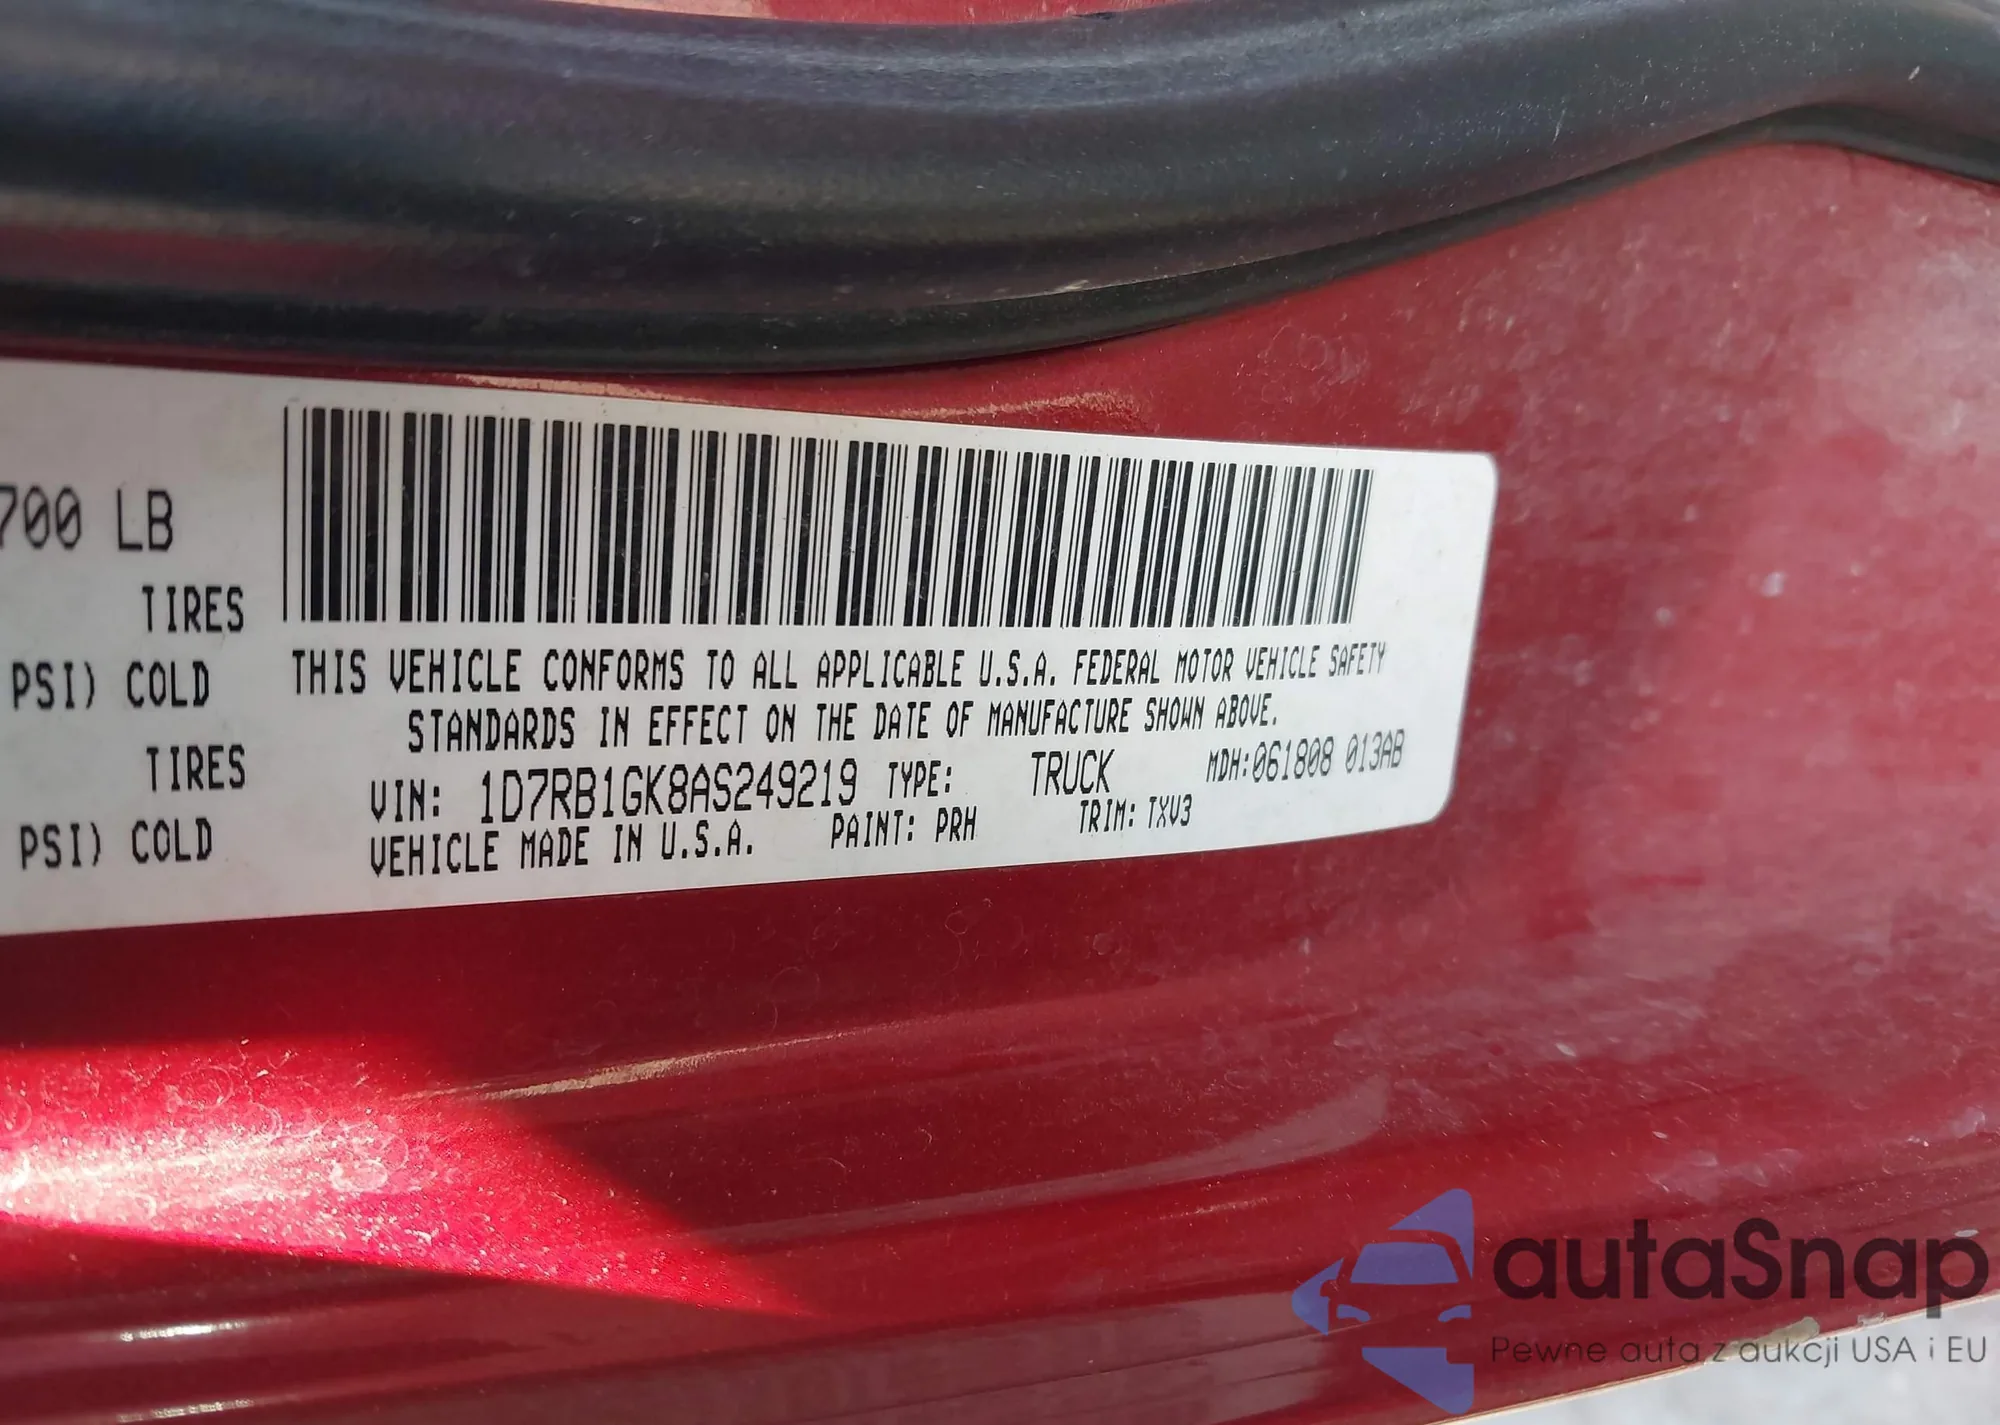 700 LB
TIRES
PSI) COLD
TIRES
PSI) COLD
THIS VEHICLE CONFORMS TO ALL APPLICABLE U.S.A. FEDERAL MOTOR VEHICLE SAFETY
STANDARDS IN EFFECT ON THE DATE OF MANUFACTURE SHOWN ABOVE.
VIN: 1D7RB1GK8AS249219 TYPE: TRUCK MDH:061808 013AB
VEHICLE MADE IN U.S.A. PAINT: PRH TRIM: TXV3
autaSnap
Pewne auta z aukcji USA i EU